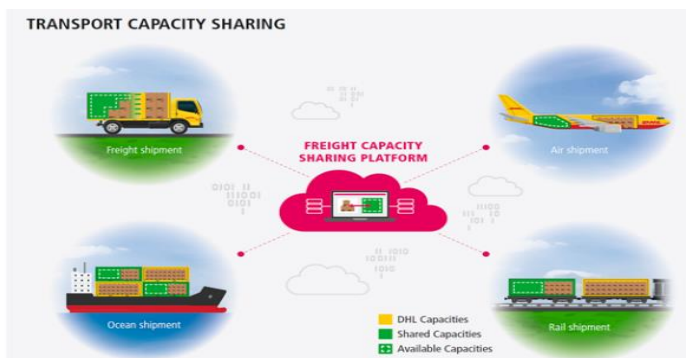 TRANSPORT CAPACITY SHARING
Freight shipment
FREIGHT CAPACITY
SHARING PLATFORM
Air shipment
Ocean shipment
DHL Capacities
Shared Capacities
Available Capacities
Rail shipment